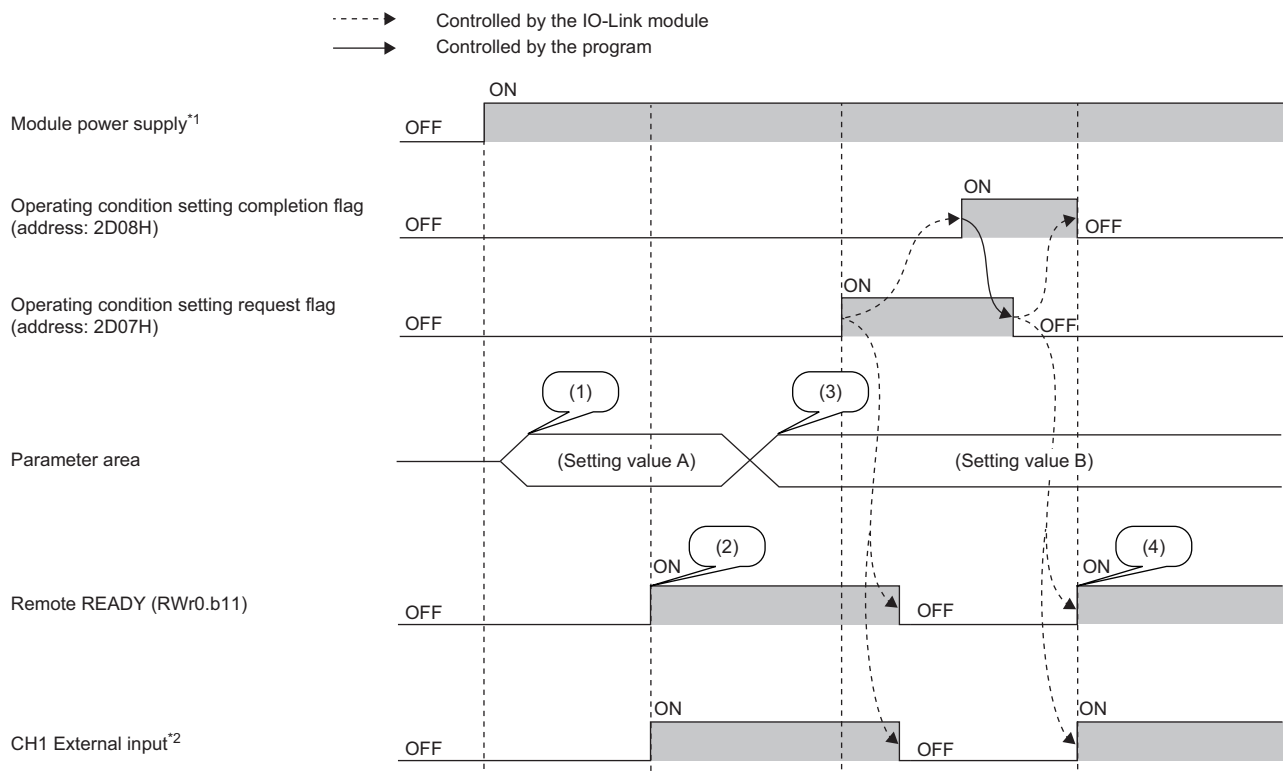 Controlled by the IO-Link module
Controlled by the program
ON
Module power supply*1
OFF
ON
Operating condition setting completion flag
(address: 2D08H)
OFF
OFF
ON
Operating condition setting request flag
(address: 2D07H)
OFF
OFF
(1)
(3)
Parameter area
(Setting value A)
(Setting value B)
(2)
(4)
ON
ON
Remote READY (RWr0.b11)
OFF
OFF
ON
ON
CH1 External input*2
OFF
OFF